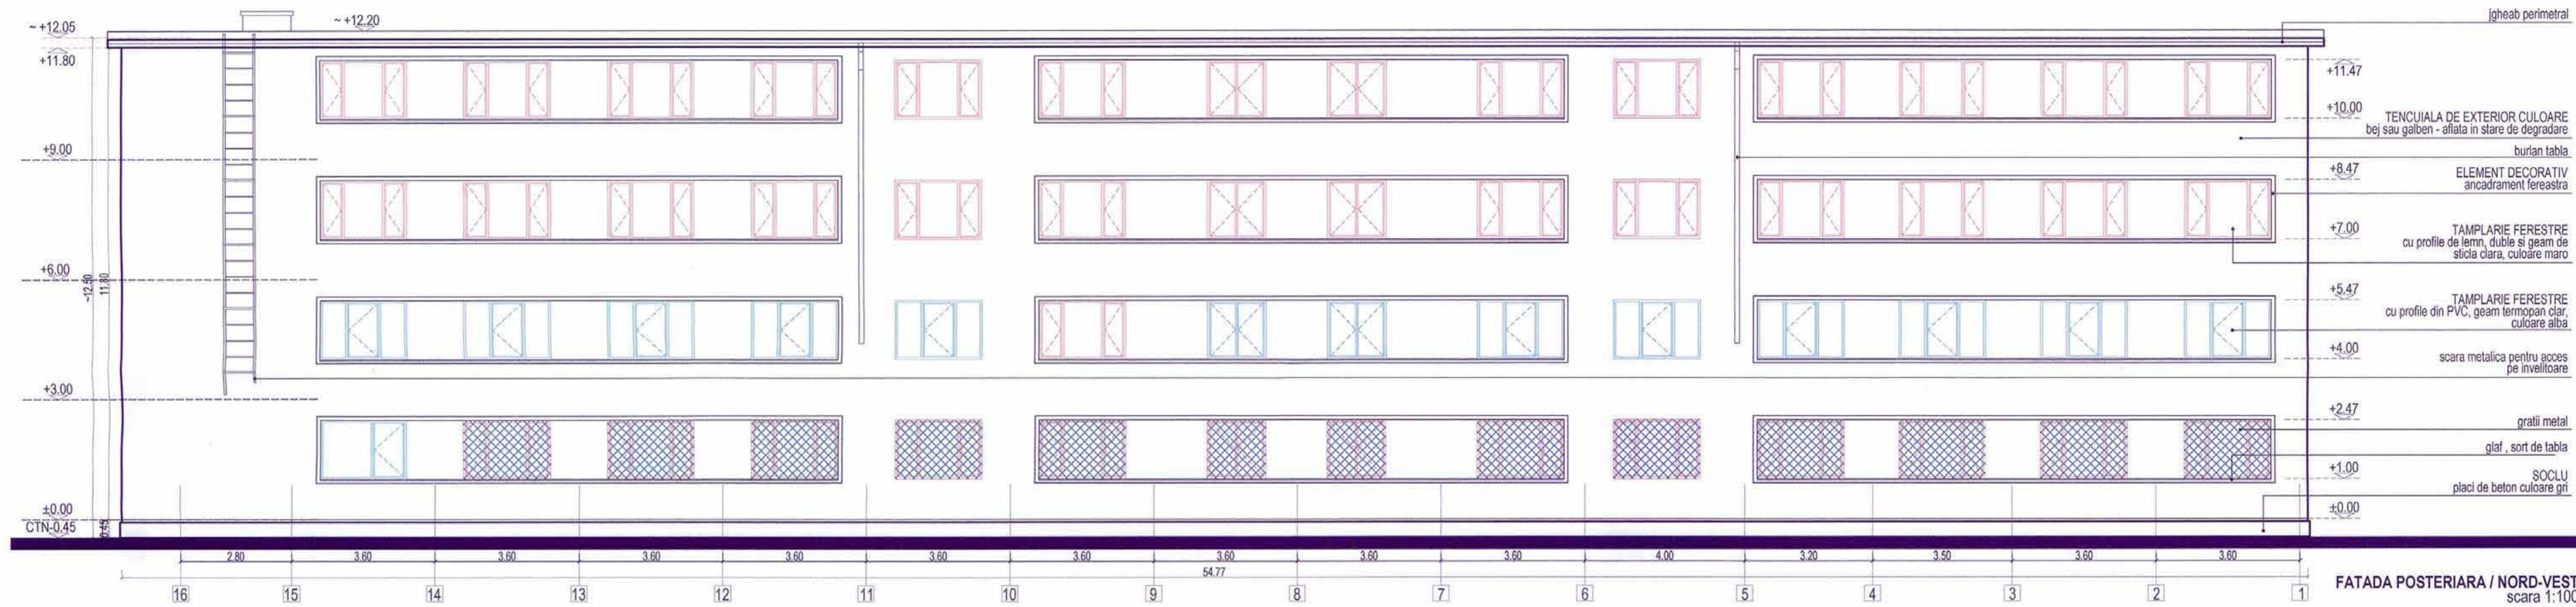 ~ +12.05
~ +12.20
+11.80
+9.00
+6.00
~12.50
11.80
+3.00
±0.00
CTN-0.45
0.45
jgheab perimetral
+11.47
+10.00
TENCUIALA DE EXTERIOR CULOARE
bej sau galben - aflata in stare de degradare
burlan tabla
+8.47
ELEMENT DECORATIV
ancadrament fereastra
+7.00
TAMPLARIE FERESTRE
cu profile de lemn, duble si geam de
sticla clara, culoare maro
+5.47
TAMPLARIE FERESTRE
cu profile din PVC, geam termopan clar,
culoare alba
+4.00
scara metalica pentru acces
pe invelitoare
+2.47
gratii metal
glaf , sort de tabla
+1.00
SOCLU
placi de beton culoare gri
±0.00
2.80 3.60 3.60 3.60 3.60 3.60 3.60 3.60 3.60 3.60 4.00 3.20 3.50 3.60 3.60
54.77
16 15 14 13 12 11 10 9 8 7 6 5 4 3 2 1
FATADA POSTERIARA / NORD-VEST
scara 1:100